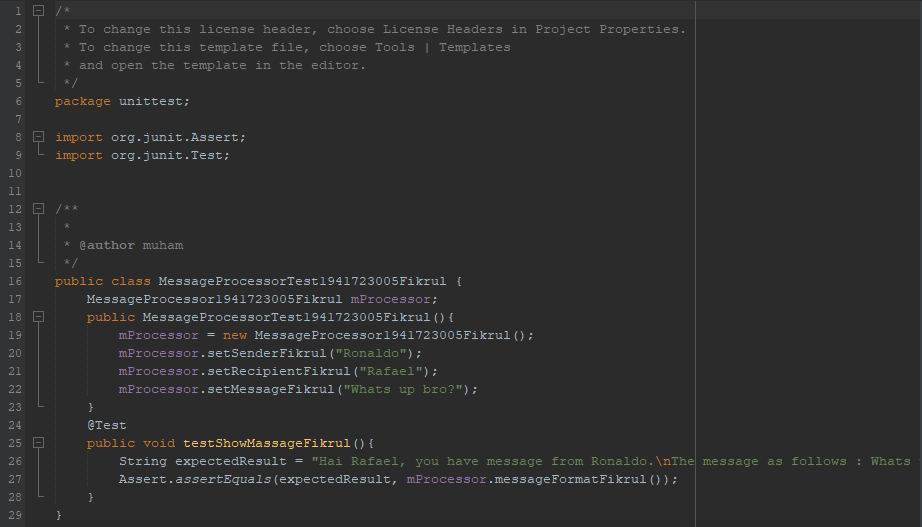 1 /*
2 * To change this license header, choose License Headers in Project Properties.
3 * To change this template file, choose Tools | Templates
4 * and open the template in the editor.
5 */
6 package unittest;
7
8 import org.junit.Assert;
9 import org.junit.Test;
10
11
12 /**
13 *
14 * @author muham
15 */
16 public class MessageProcessorTest1941723005Fikrul {
17 MessageProcessor1941723005Fikrul mProcessor;
18 public MessageProcessorTest1941723005Fikrul(){
19 mProcessor = new MessageProcessor1941723005Fikrul();
20 mProcessor.setSenderFikrul("Ronaldo");
21 mProcessor.setRecipientFikrul("Rafael");
22 mProcessor.setMessageFikrul("Whats up bro?");
23 }
24 @Test
25 public void testShowMassageFikrul(){
26 String expectedResult = "Hai Rafael, you have message from Ronaldo.\nThe message as follows : Whats
27 Assert.assertEquals(expectedResult, mProcessor.messageFormatFikrul());
28 }
29 }